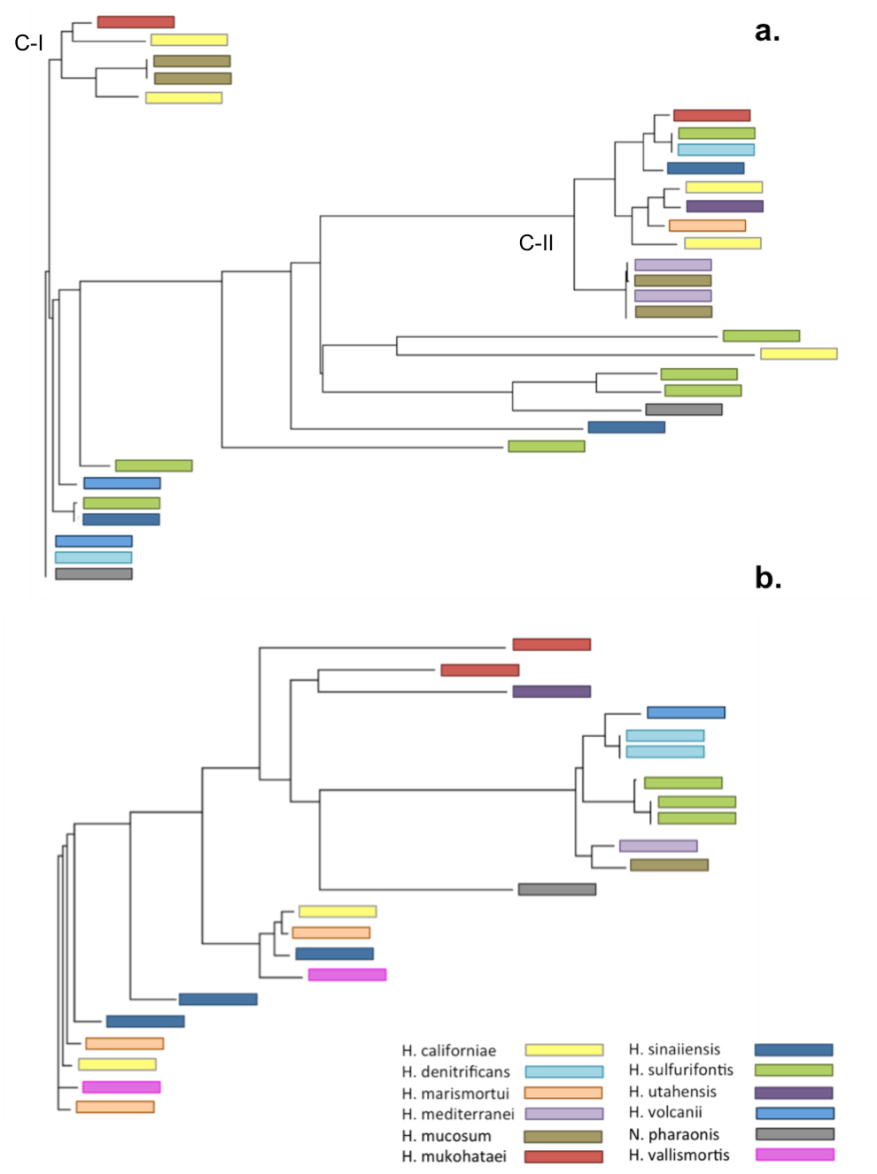 a.
C-I
C-II
b.
H. californiae
H. denitrificans
H. marismortui
H. mediterranei
H. mucosum
H. mukohataei
H. sinaiiensis
H. sulfurifontis
H. utahensis
H. volcanii
N. pharaonis
H. vallismortis